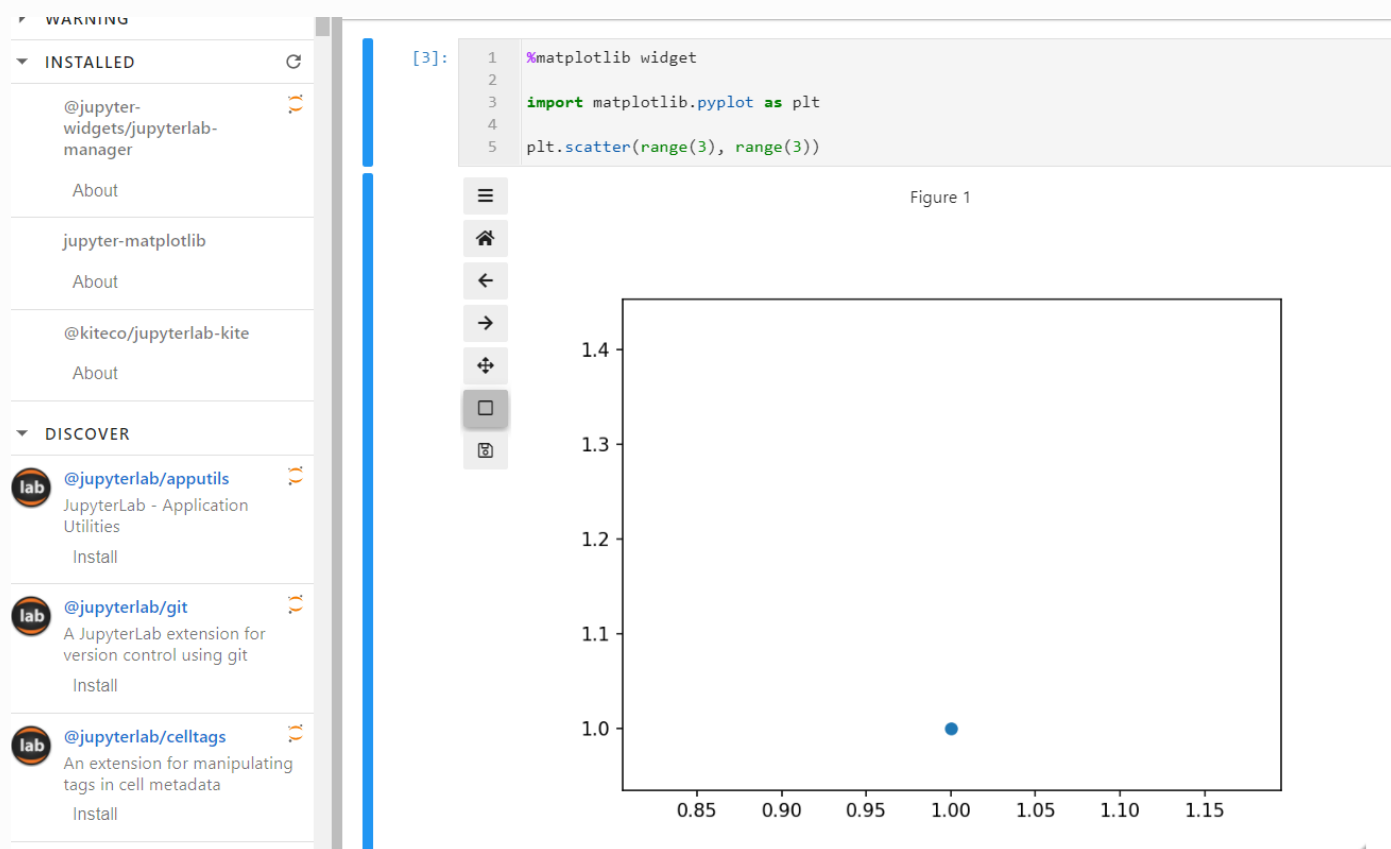 WARNING
INSTALLED
@jupyter-
widgets/jupyterlab-
manager
About
jupyter-matplotlib
About
@kiteco/jupyterlab-kite
About
DISCOVER
lab
@jupyterlab/apputils
JupyterLab - Application
Utilities
Install
lab
@jupyterlab/git
A JupyterLab extension for
version control using git
Install
lab
@jupyterlab/celltags
An extension for manipulating
tags in cell metadata
Install
[3]:
1 %matplotlib widget
2
3 import matplotlib.pyplot as plt
4
5 plt.scatter(range(3), range(3))
Figure 1
1.4
1.3
1.2
1.1
1.0
0.85 0.90 0.95 1.00 1.05 1.10 1.15